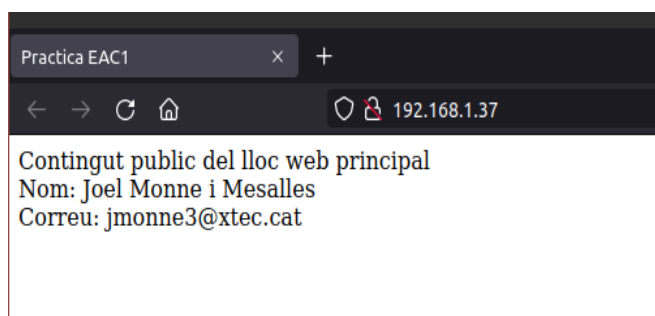 Practica EAC1
192.168.1.37
Contingut public del lloc web principal
Nom: Joel Monne i Mesalles
Correu: jmonne3@xtec.cat